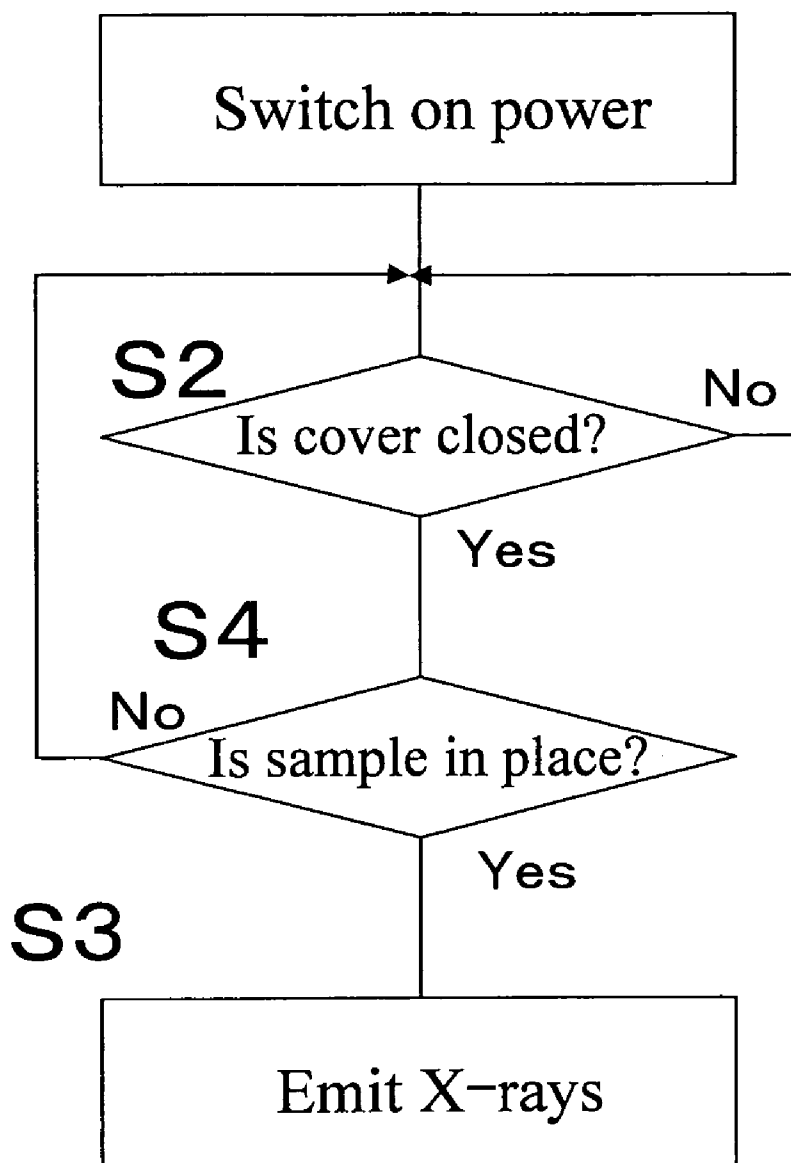 Switch on power
S2
No
Is cover closed?
Yes
S4
No
Is sample in place?
Yes
S3
Emit X-rays